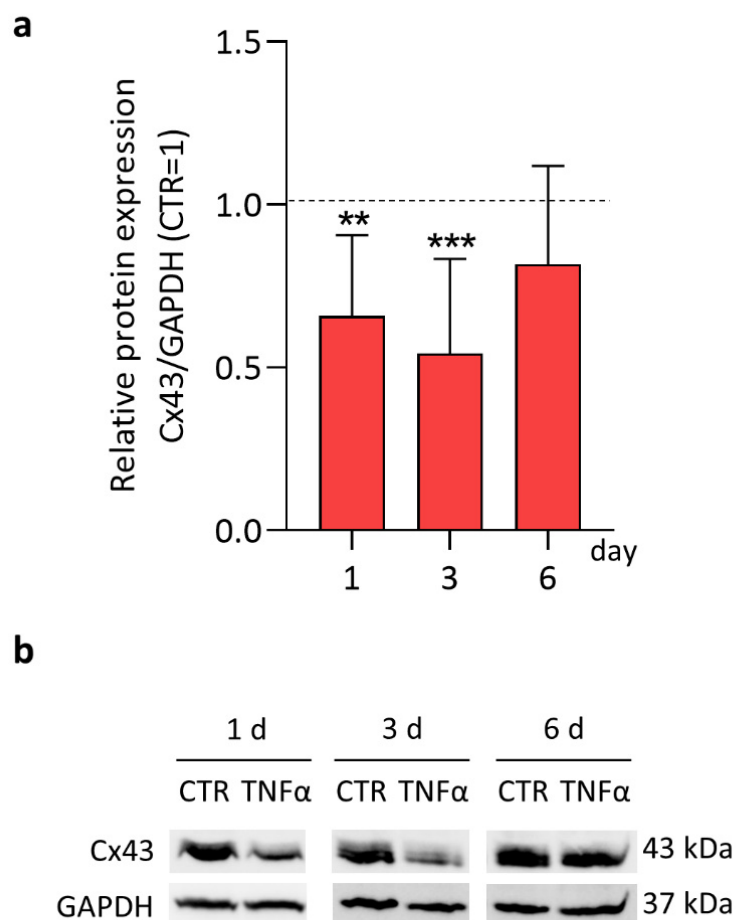 a
Relative protein expression
Cx43/GAPDH (CTR=1)
1.5
1.0
0.5
0.0
**
***
day
1 3 6
b
1 d 3 d 6 d
CTR TNFα CTR TNFα CTR TNFα
Cx43 43 kDa
GAPDH 37 kDa